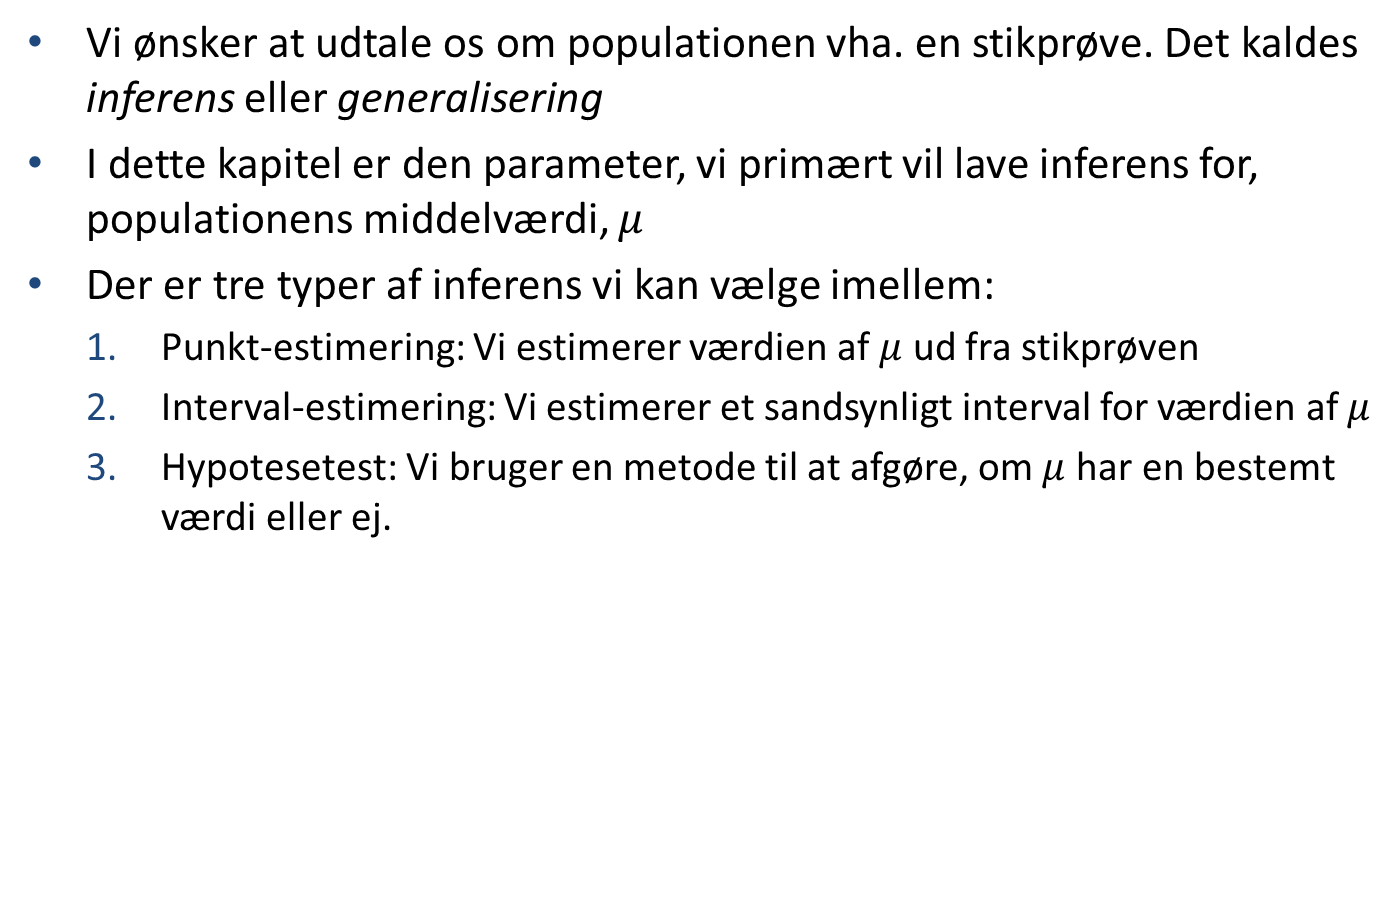 • Vi ønsker at udtale os om populationen vha. en stikprøve. Det kaldes
inferens eller generalisering
• I dette kapitel er den parameter, vi primært vil lave inferens for,
populationens middelværdi, 𝜇
• Der er tre typer af inferens vi kan vælge imellem:
1. Punkt-estimering: Vi estimerer værdien af 𝜇 ud fra stikprøven
2. Interval-estimering: Vi estimerer et sandsynligt interval for værdien af 𝜇
3. Hypotesetest: Vi bruger en metode til at afgøre, om 𝜇 har en bestemt
værdi eller ej.